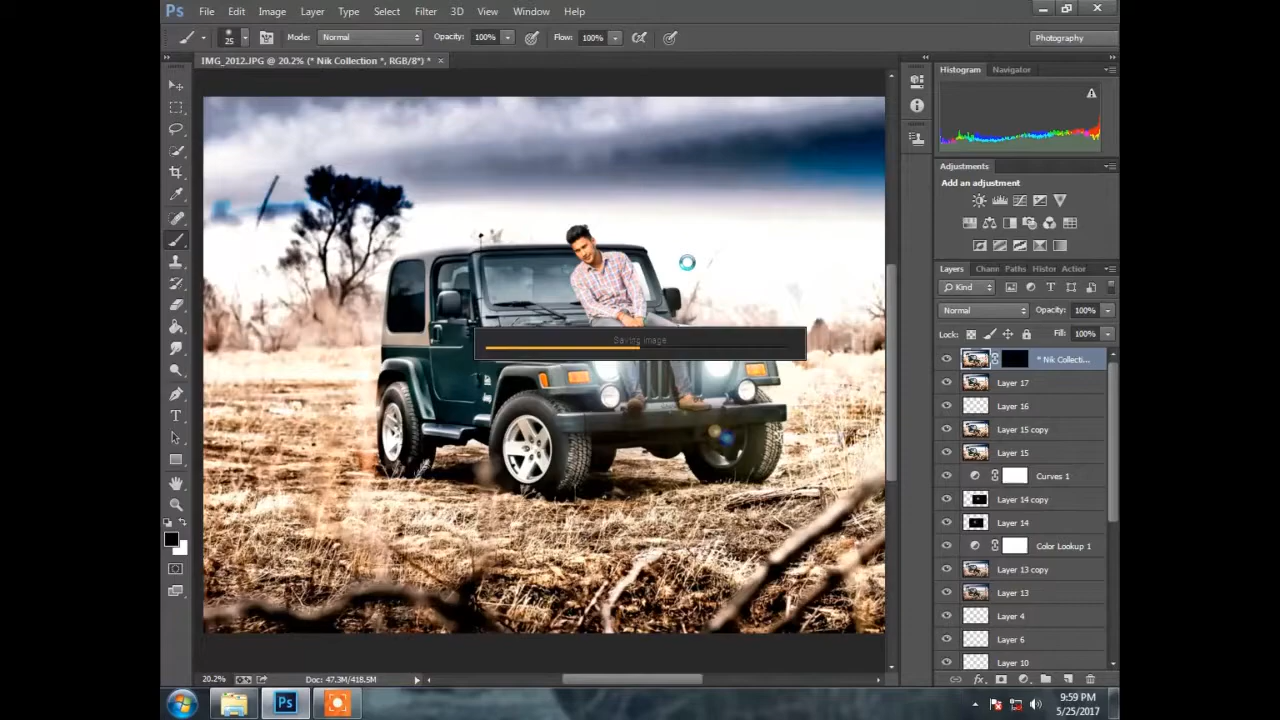 Ps File Edit Image Layer Type Select Filter 3D View Window Help
25 Mode: Normal Opacity: 100% Flow: 100% Photography
IMG_2012.JPG @ 20.2% (* Nik Collection *, RGB/8*) * ×
Histogram Navigator
Adjustments
Add an adjustment
Layers Chann Paths Histor Action
Kind
Normal Opacity: 100%
Lock: Fill: 100%
Saving image
* Nik Collecti...
Layer 17
Layer 16
Layer 15 copy
Layer 15
Curves 1
Layer 14 copy
Layer 14
Color Lookup 1
Layer 13 copy
Layer 13
Layer 4
Layer 6
Layer 10
20.2% Doc: 47.3M/418.5M
Ps 9:59 PM
5/25/2017